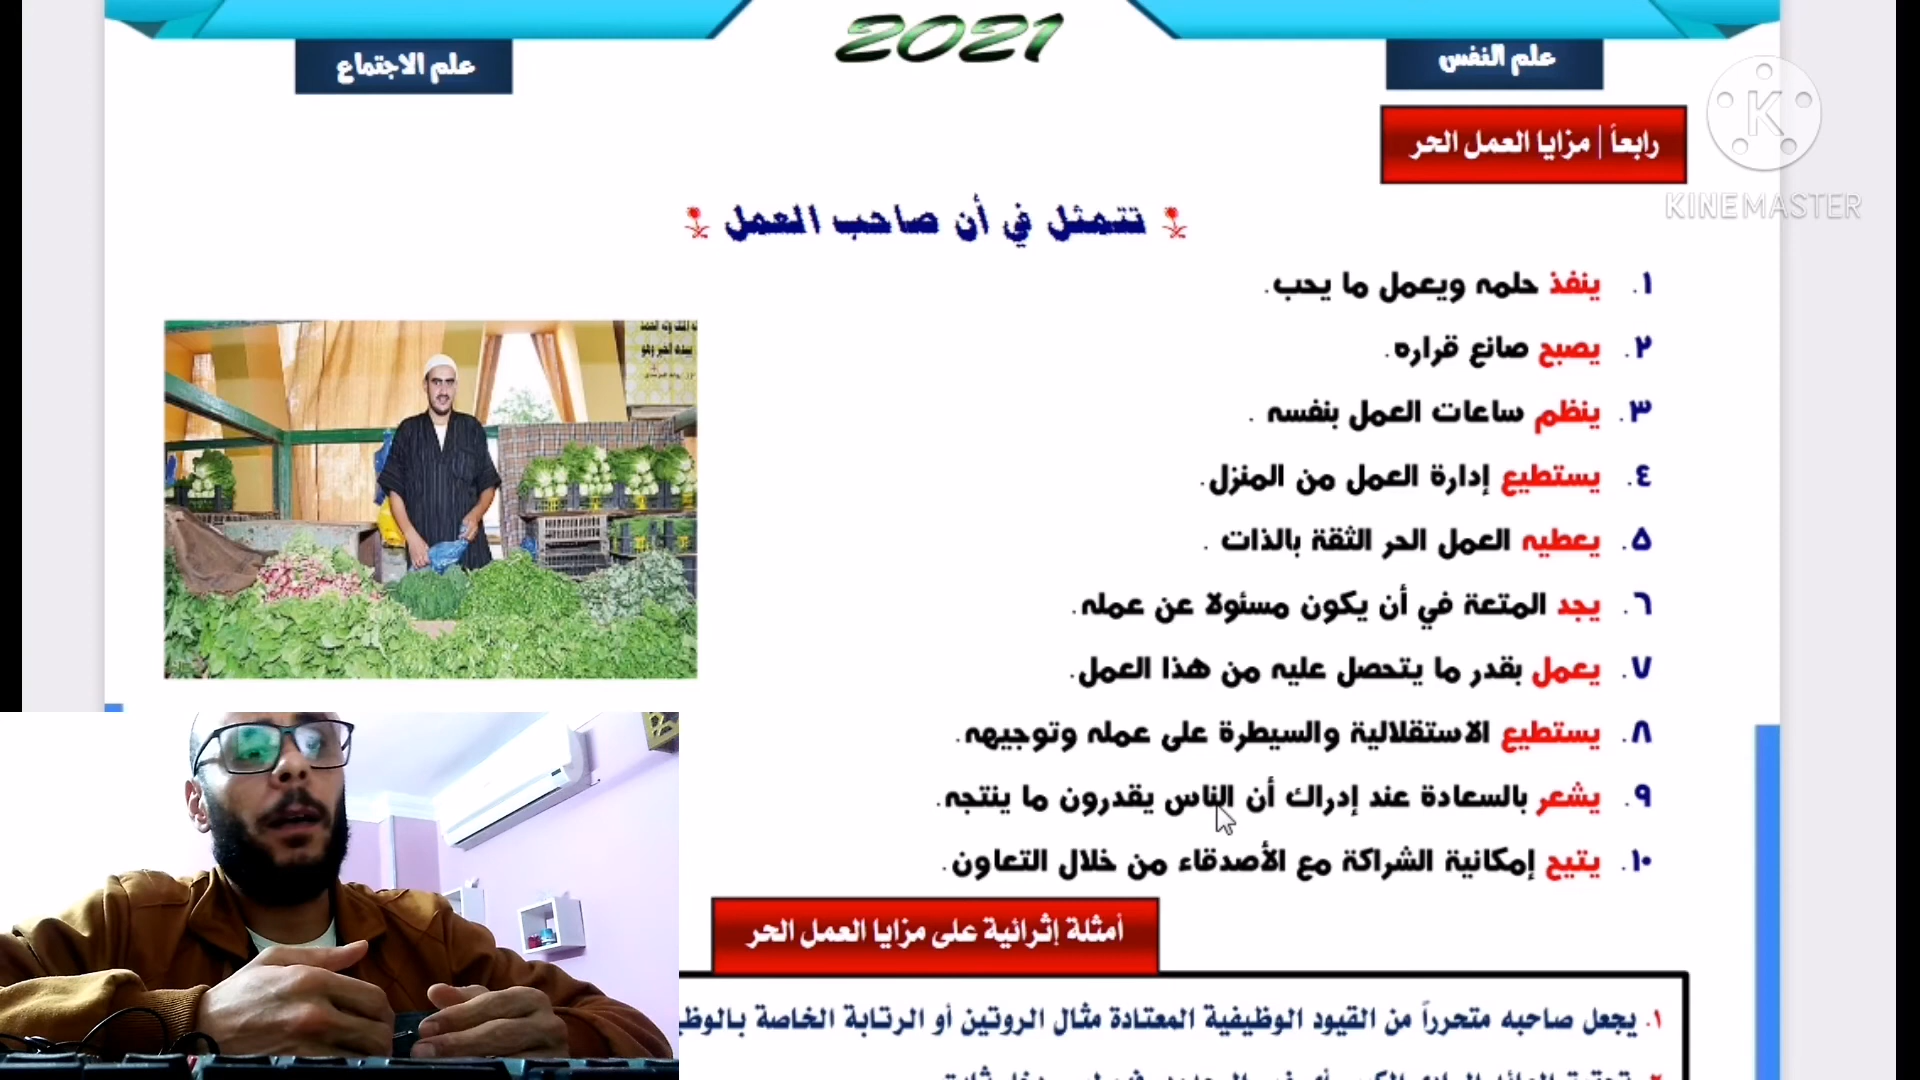 2021
علم النفس
علم الاجتماع
K
KINEMASTER
رابعاً | مزايا العمل الحر
تتمثل في أن صاحب العمل
١. ينفذ حلمه ويعمل ما يحب.
٢. يصبح صانع قراره.
٣. ينظم ساعات العمل بنفسه .
٤. يستطيع إدارة العمل من المنزل.
٥. يعطيه العمل الحر الثقة بالذات .
٦. يجد المتعة في أن يكون مسئولا عن عمله.
٧. يعمل بقدر ما يتحصل عليه من هذا العمل.
٨. يستطيع الاستقلالية والسيطرة على عمله وتوجيهه.
٩. يشعر بالسعادة عند إدراك أن الناس يقدرون ما ينتجه.
١٠. يتيح إمكانية الشراكة مع الأصدقاء من خلال التعاون.
أمثلة إثرائية على مزايا العمل الحر
١. يجعل صاحبه متحرراً من القيود الوظيفية المعتادة مثال الروتين أو الرتابة الخاصة